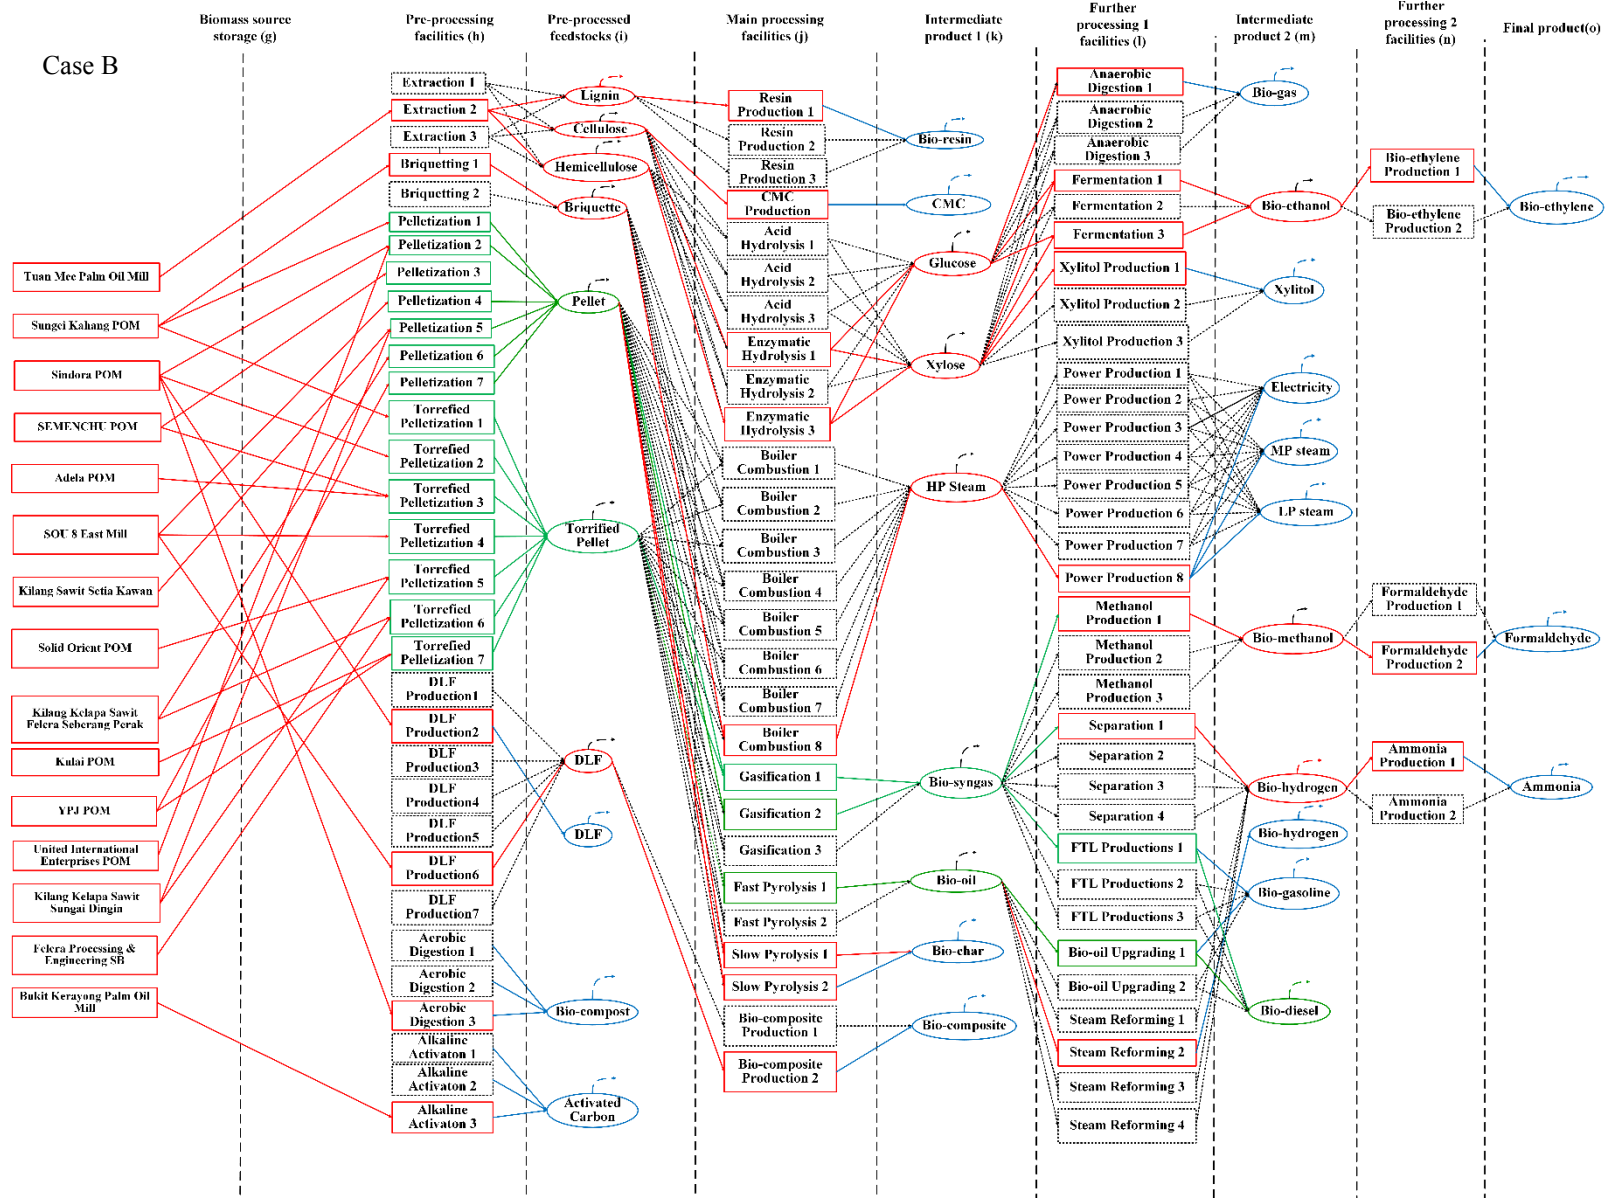 Biomass source
storage (g)
Pre-processing
facilities (h)
Pre-processed
feedstocks (i)
Main processing
facilities (j)
Intermediate
product 1 (k)
Further
processing 1
facilities (l)
Intermediate
product 2 (m)
Further
processing 2
facilities (n)
Final product(o)
Case B
Tuan Mee Palm Oil Mill
Sungei Kahang POM
Sindora POM
SEMENCHU POM
Adela POM
SOU 8 East Mill
Kilang Sawit Setia Kawan
Solid Orient POM
Kilang Kelapa Sawit
Felcra Seberang Perak
Kulai POM
YPJ POM
United International
Enterprises POM
Kilang Kelapa Sawit
Sungai Dingin
Felcra Processing &
Engineering SB
Bukit Kerayong Palm Oil
Mill
Extraction 1
Extraction 2
Extraction 3
Briquetting 1
Briquetting 2
Pelletization 1
Pelletization 2
Pelletization 3
Pelletization 4
Pelletization 5
Pelletization 6
Pelletization 7
Torrefied
Pelletization 1
Torrefied
Pelletization 2
Torrefied
Pelletization 3
Torrefied
Pelletization 4
Torrefied
Pelletization 5
Torrefied
Pelletization 6
Torrefied
Pelletization 7
DLF
Production1
DLF
Production2
DLF
Production3
DLF
Production4
DLF
Production5
DLF
Production6
DLF
Production7
Aerobic
Digestion 1
Aerobic
Digestion 2
Aerobic
Digestion 3
Alkaline
Activaton 1
Alkaline
Activaton 2
Alkaline
Activaton 3
Lignin
Cellulose
Hemicellulose
Briquette
Pellet
Torrified
Pellet
DLF
DLF
Bio-compost
Activated
Carbon
Resin
Production 1
Resin
Production 2
Resin
Production 3
CMC
Production
Acid
Hydrolysis 1
Acid
Hydrolysis 2
Acid
Hydrolysis 3
Enzymatic
Hydrolysis 1
Enzymatic
Hydrolysis 2
Enzymatic
Hydrolysis 3
Boiler
Combustion 1
Boiler
Combustion 2
Boiler
Combustion 3
Boiler
Combustion 4
Boiler
Combustion 5
Boiler
Combustion 6
Boiler
Combustion 7
Boiler
Combustion 8
Gasification 1
Gasification 2
Gasification 3
Fast Pyrolysis 1
Fast Pyrolysis 2
Slow Pyrolysis 1
Slow Pyrolysis 2
Bio-composite
Production 1
Bio-composite
Production 2
Bio-resin
CMC
Glucose
Xylose
HP Steam
Bio-syngas
Bio-oil
Bio-char
Bio-composite
Anaerobic
Digestion 1
Anaerobic
Digestion 2
Anaerobic
Digestion 3
Fermentation 1
Fermentation 2
Fermentation 3
Xylitol Production 1
Xylitol Production 2
Xylitol Production 3
Power Production 1
Power Production 2
Power Production 3
Power Production 4
Power Production 5
Power Production 6
Power Production 7
Power Production 8
Methanol
Production 1
Methanol
Production 2
Methanol
Production 3
Separation 1
Separation 2
Separation 3
Separation 4
FTL Productions 1
FTL Productions 2
FTL Productions 3
Bio-oil Upgrading 1
Bio-oil Upgrading 2
Steam Reforming 1
Steam Reforming 2
Steam Reforming 3
Steam Reforming 4
Bio-gas
Bio-ethanol
Xylitol
Electricity
MP steam
LP steam
Bio-methanol
Bio-hydrogen
Bio-hydrogen
Bio-gasoline
Bio-diesel
Bio-ethylene
Production 1
Bio-ethylene
Production 2
Formaldehyde
Production 1
Formaldehyde
Production 2
Ammonia
Production 1
Ammonia
Production 2
Bio-ethylene
Formaldehyde
Ammonia